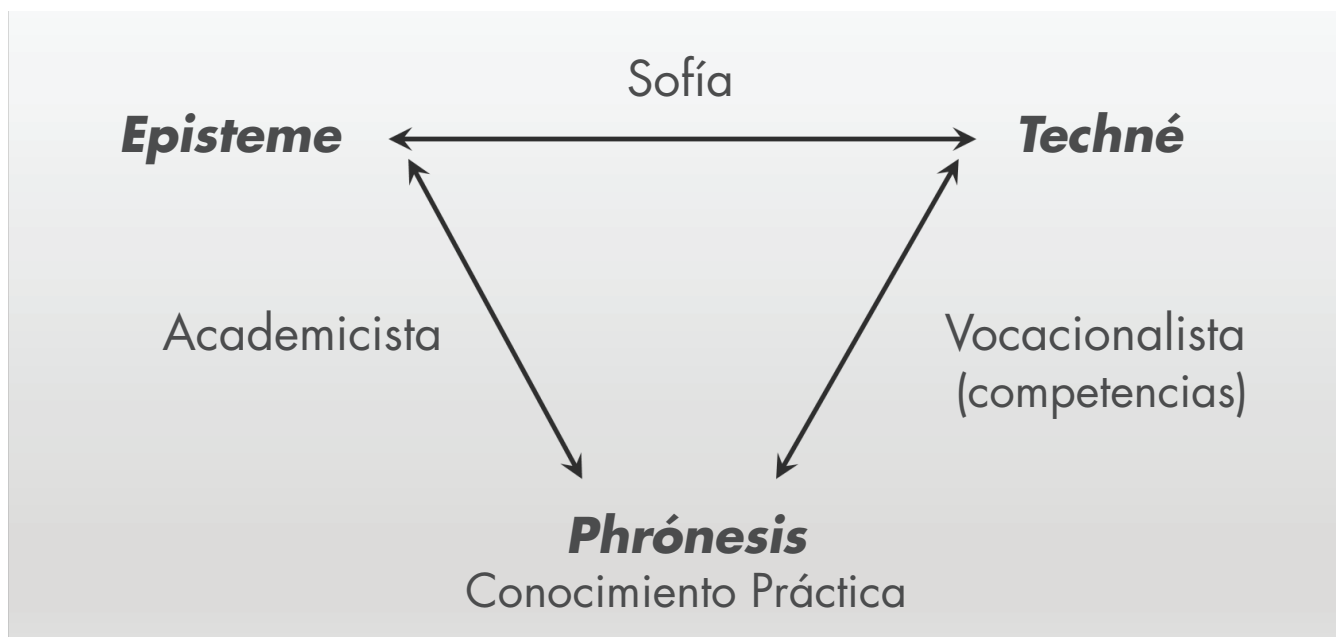 Sofía
Episteme
Techné
Academicista
Vocacionalista
(competencias)
Phrónesis
Conocimiento Práctica